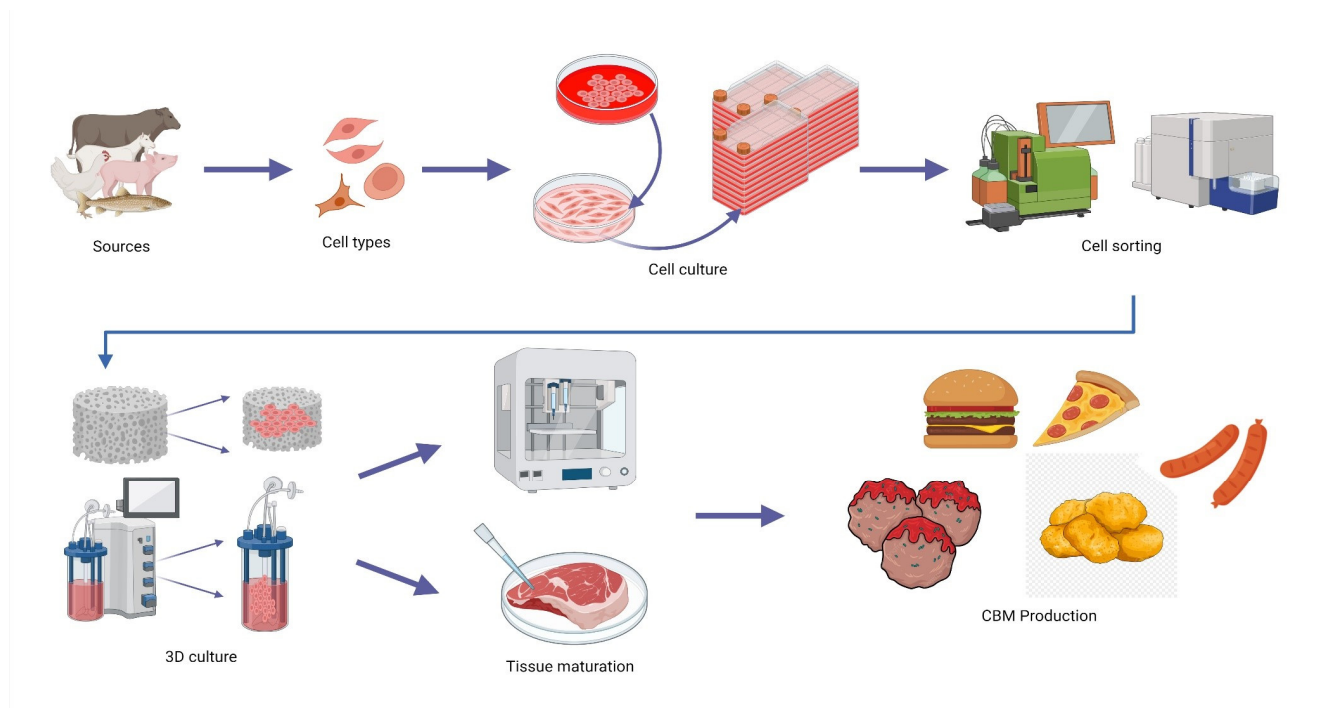 Sources
Cell types
Cell culture
Cell sorting
3D culture
Tissue maturation
CBM Production